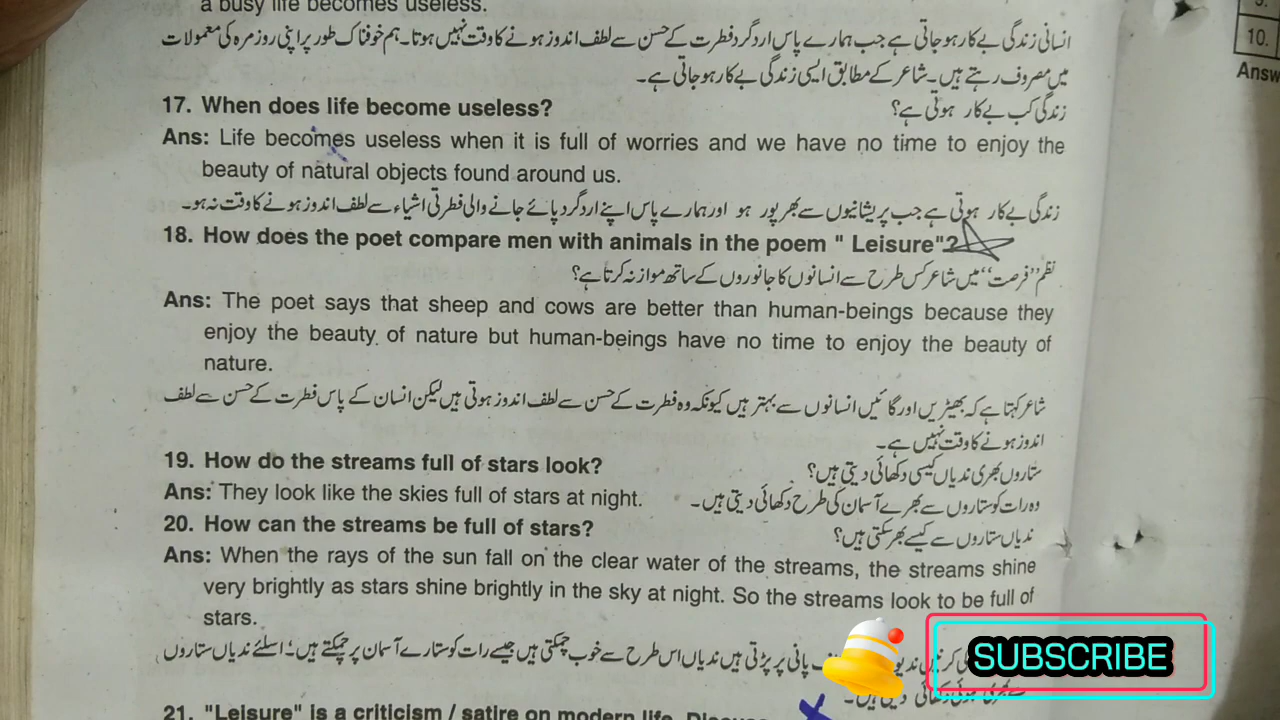 a busy life becomes useless.
انسانی زندگی بے کار ہو جاتی ہے جب ہمارے پاس اردگرد فطرت کے حسن سے لطف اندوز ہونے کا وقت نہیں ہوتا۔ ہم خوفناک طور پر اپنی روزمرہ کی معمولات
میں مصروف رہتے ہیں۔ شاعر کے مطابق ایسی زندگی بے کار ہو جاتی ہے۔
17. When does life become useless? زندگی کب بے کار ہوتی ہے؟
Ans: Life becomes useless when it is full of worries and we have no time to enjoy the
beauty of natural objects found around us.
زندگی بے کار ہوتی ہے جب پریشانیوں سے بھرپور ہو اور ہمارے پاس اپنے اردگرد پائے جانے والی فطرتی اشیاء سے لطف اندوز ہونے کا وقت نہ ہو۔
18. How does the poet compare men with animals in the poem " Leisure"?
نظم ”فرصت“ میں شاعر کس طرح سے انسانوں کا جانوروں کے ساتھ موازنہ کرتا ہے؟
Ans: The poet says that sheep and cows are better than human-beings because they
enjoy the beauty of nature but human-beings have no time to enjoy the beauty of
nature.
شاعر کہتا ہے کہ بھیڑیں اور گائیں انسانوں سے بہتر ہیں کیونکہ وہ فطرت کے حسن سے لطف اندوز ہوتی ہیں لیکن انسان کے پاس فطرت کے حسن سے لطف
اندوز ہونے کا وقت نہیں ہے۔
19. How do the streams full of stars look? ستاروں بھری ندیاں کیسی دکھائی دیتی ہیں؟
Ans: They look like the skies full of stars at night. وہ رات کو ستاروں سے بھرے آسمان کی طرح دکھائی دیتی ہیں۔
20. How can the streams be full of stars? ندیاں ستاروں سے کیسے بھر سکتی ہیں؟
Ans: When the rays of the sun fall on the clear water of the streams, the streams shine
very brightly as stars shine brightly in the sky at night. So the streams look to be full of
stars.
پانی پر پڑتی ہیں ندیاں اس طرح سے خوب چمکتی ہیں جیسے رات کو ستارے آسمان پر چمکتے ہیں؛ اسلئے ندیاں ستاروں
21. "Leisure" is a criticism / satire on modern life.
10.
SUBSCRIBE